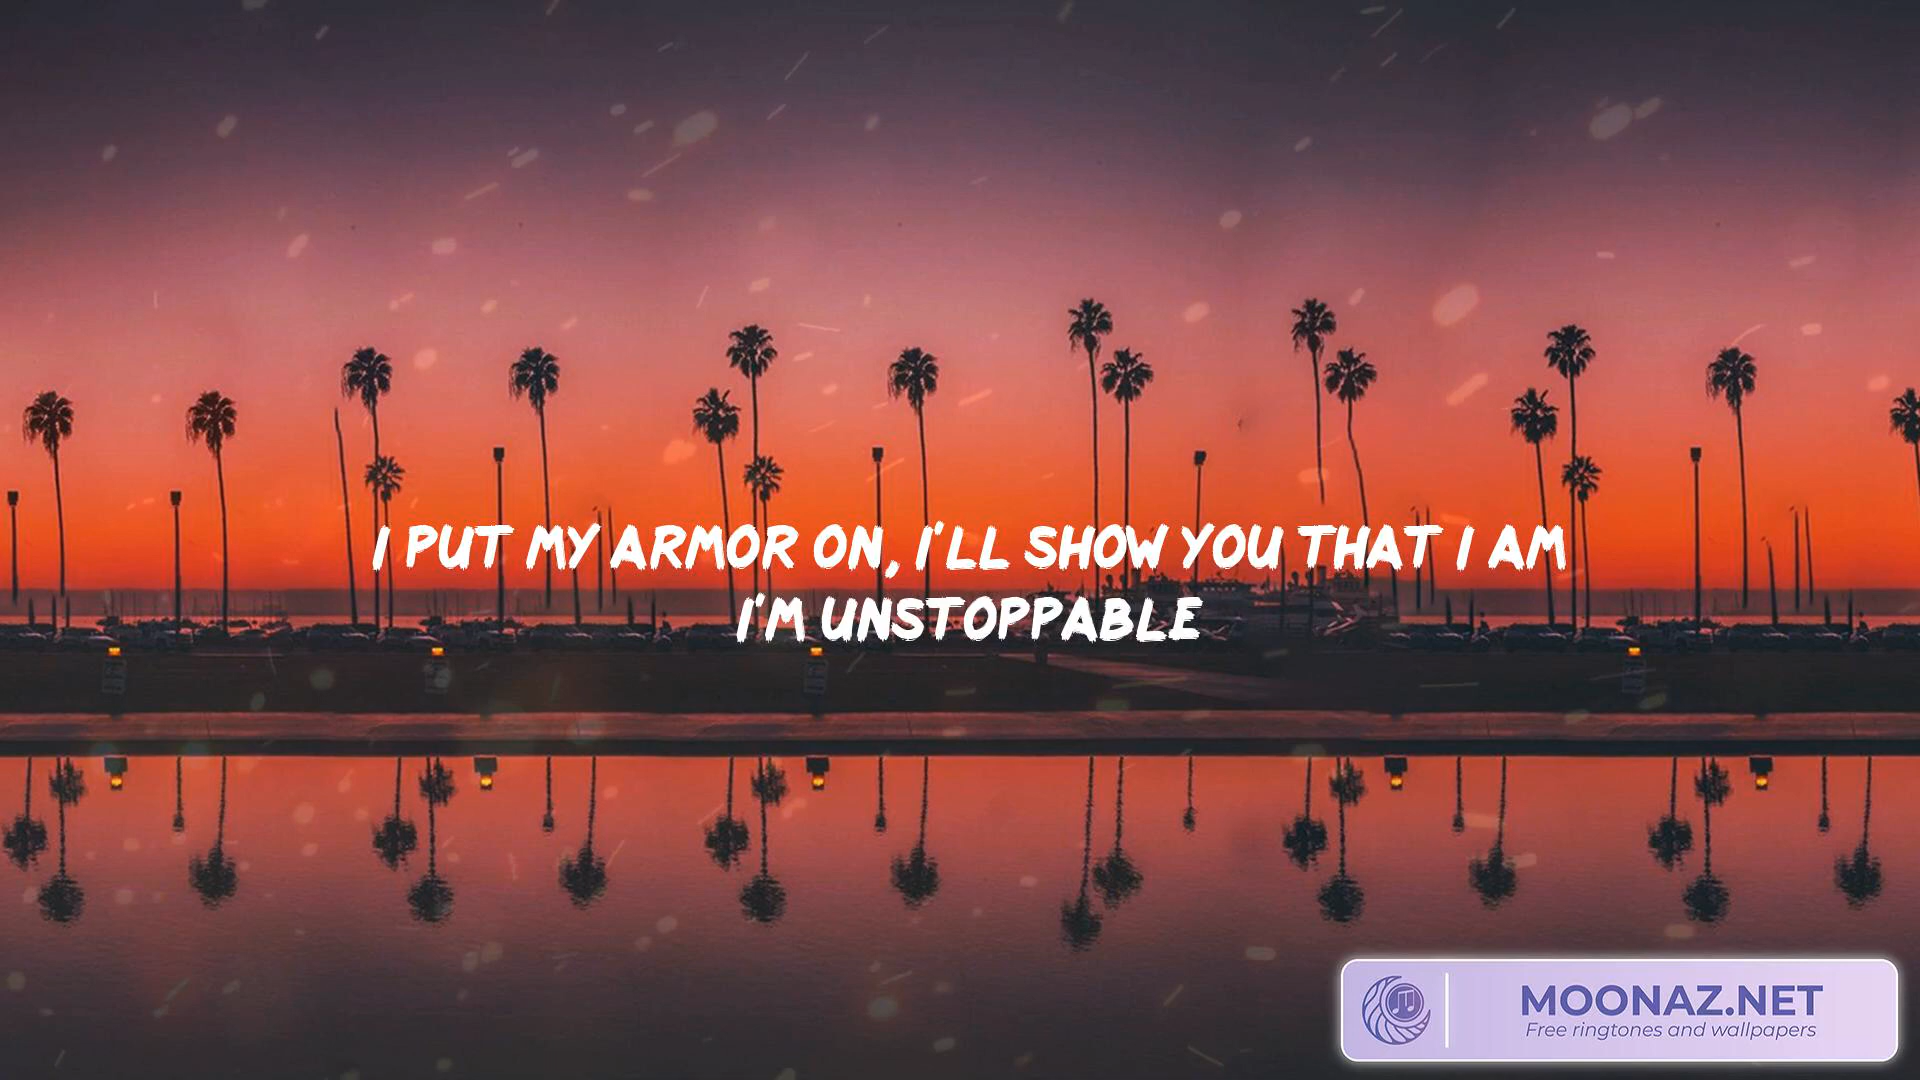 I PUT MY ARMOR ON, I'LL SHOW YOU THAT I AM
I'M UNSTOPPABLE
MOONAZ.NET
Free ringtones and wallpapers